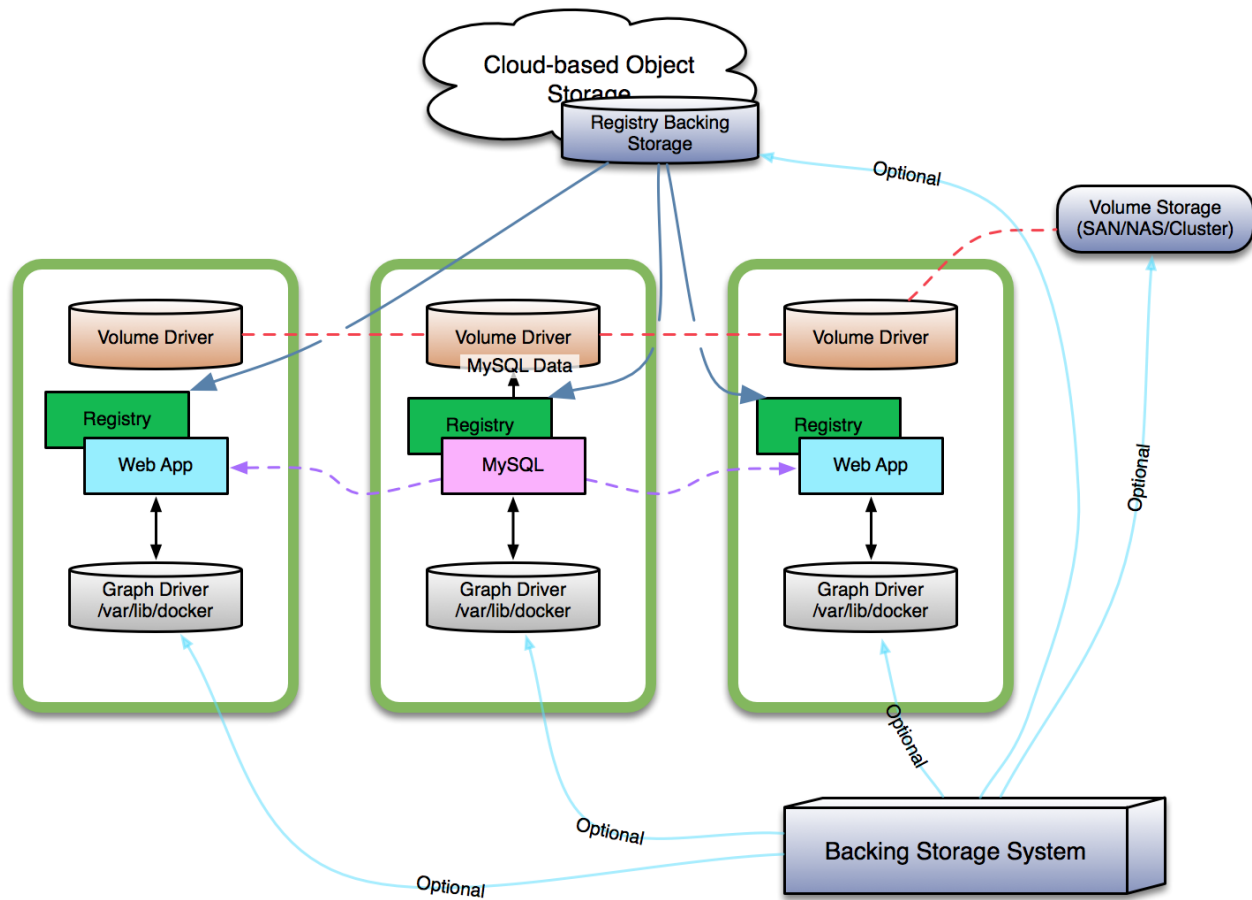 Cloud-based Object
Storage
Registry Backing
Storage
Optional
Volume Storage
(SAN/NAS/Cluster)
Volume Driver
Volume Driver
Volume Driver
MySQL Data
Registry
Registry
Registry
Web App
MySQL
Web App
Optional
Graph Driver
/var/lib/docker
Graph Driver
/var/lib/docker
Graph Driver
/var/lib/docker
Optional
Optional
Backing Storage System
Optional